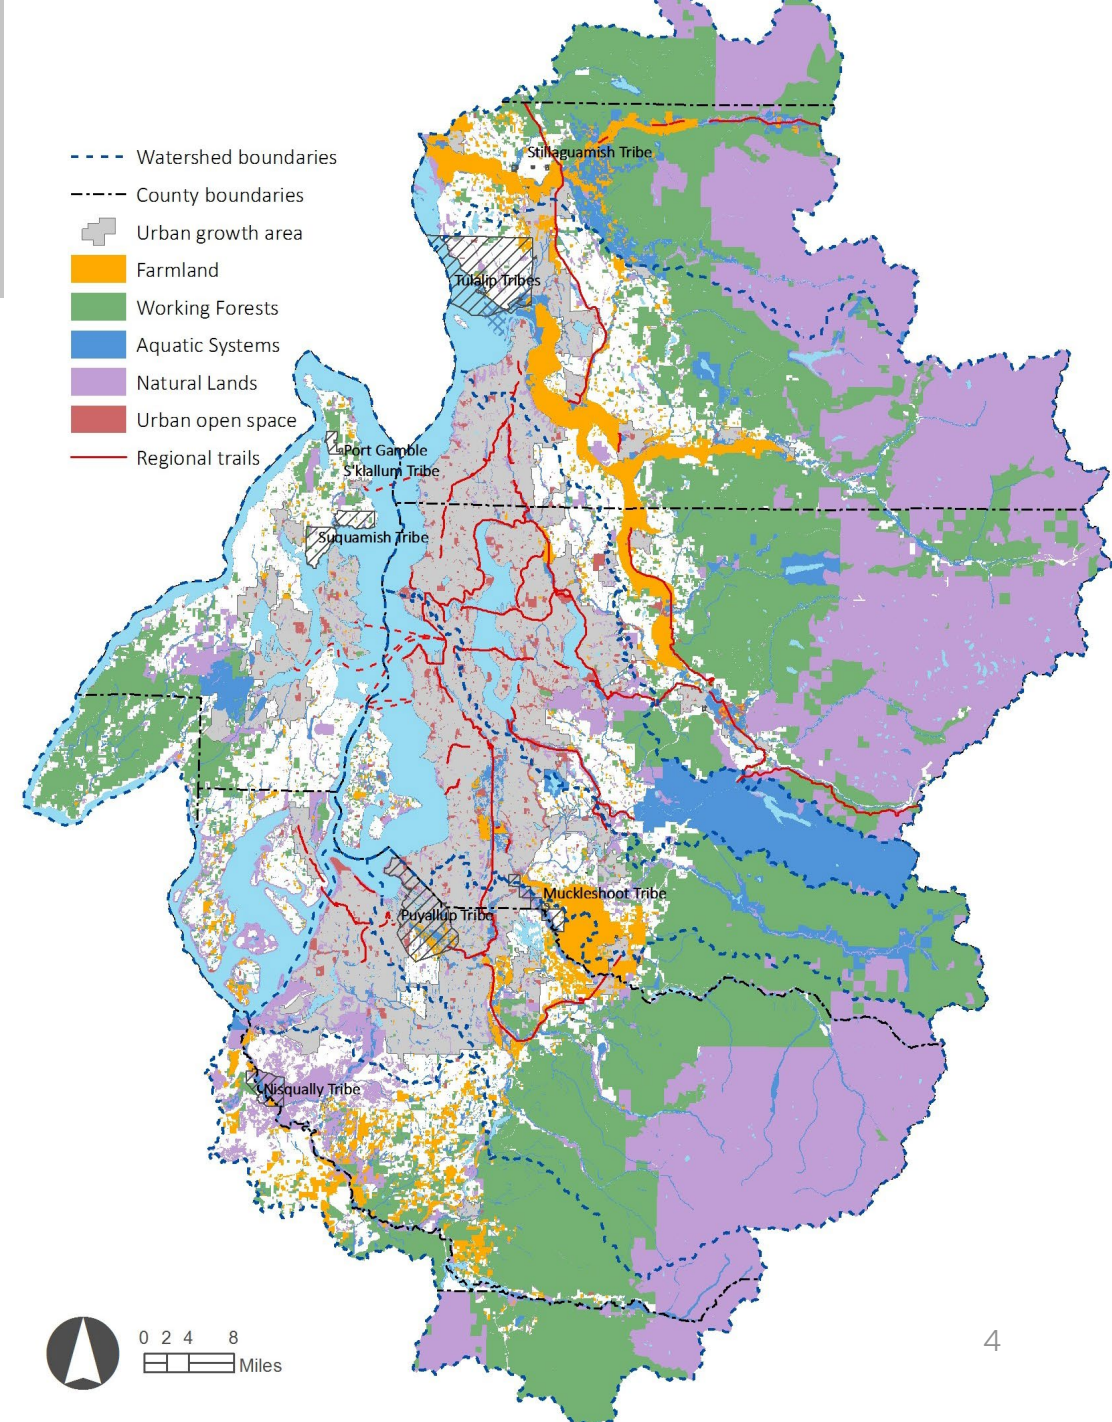 Watershed boundaries
County boundaries
Urban growth area
Farmland
Working Forests
Aquatic Systems
Natural Lands
Urban open space
Regional trails
Stillaguamish Tribe
Tulalip Tribes
Port Gamble
S'klallum Tribe
Suquamish Tribe
Muckleshoot Tribe
Puyallup Tribe
Nisqually Tribe
0 2 4 8
Miles
4